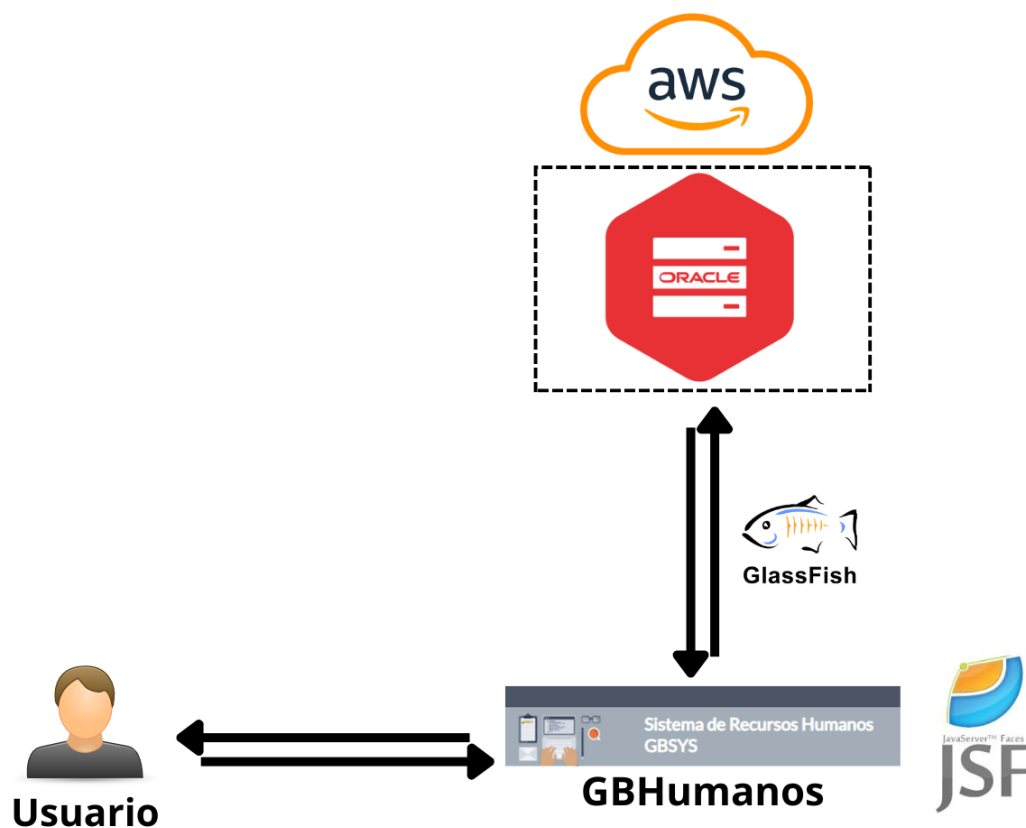 aws
ORACLE
GlassFish
Sistema de Recursos Humanos
GBSYS
GBHumanos
Usuario
JavaServer™ Faces
JSF